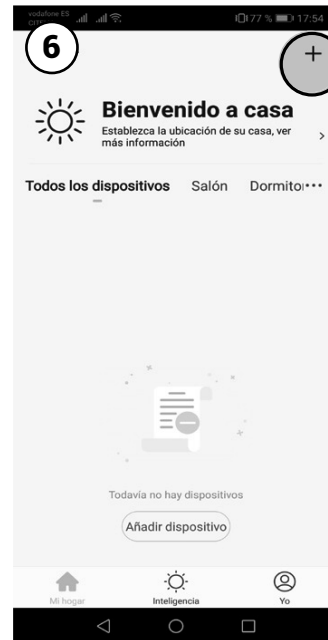 vodafone ES
77 % 17:54
6
+
Bienvenido a casa
Establezca la ubicación de su casa, ver
más información
Todos los dispositivos Salón Dormito
Todavía no hay dispositivos
Añadir dispositivo
Mi hogar Inteligencia Yo